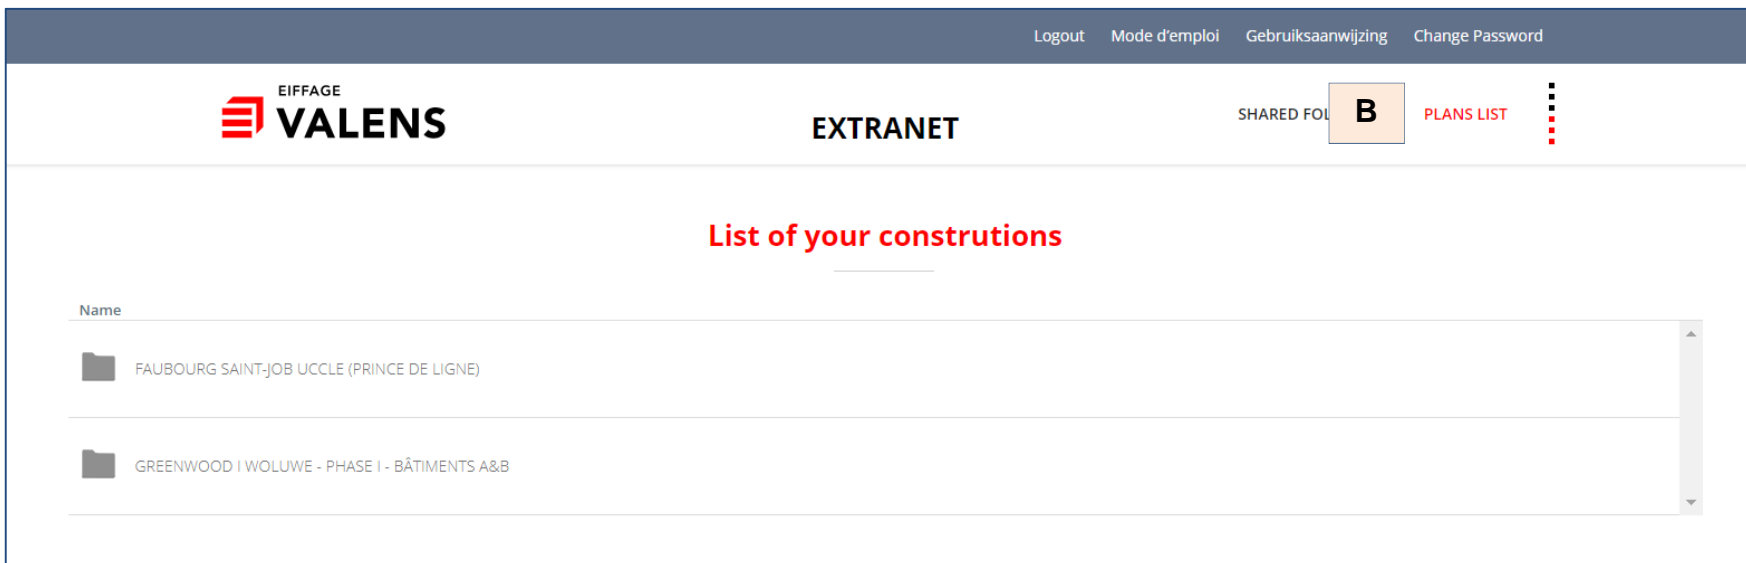 Logout Mode d'emploi Gebruiksaanwijzing Change Password
EIFFAGE
VALENS
EXTRANET
SHARED FOL
B
PLANS LIST
List of your construtions
Name
FAUBOURG SAINT-JOB UCCLE (PRINCE DE LIGNE)
GREENWOOD I WOLUWE - PHASE I - BÂTIMENTS A&B